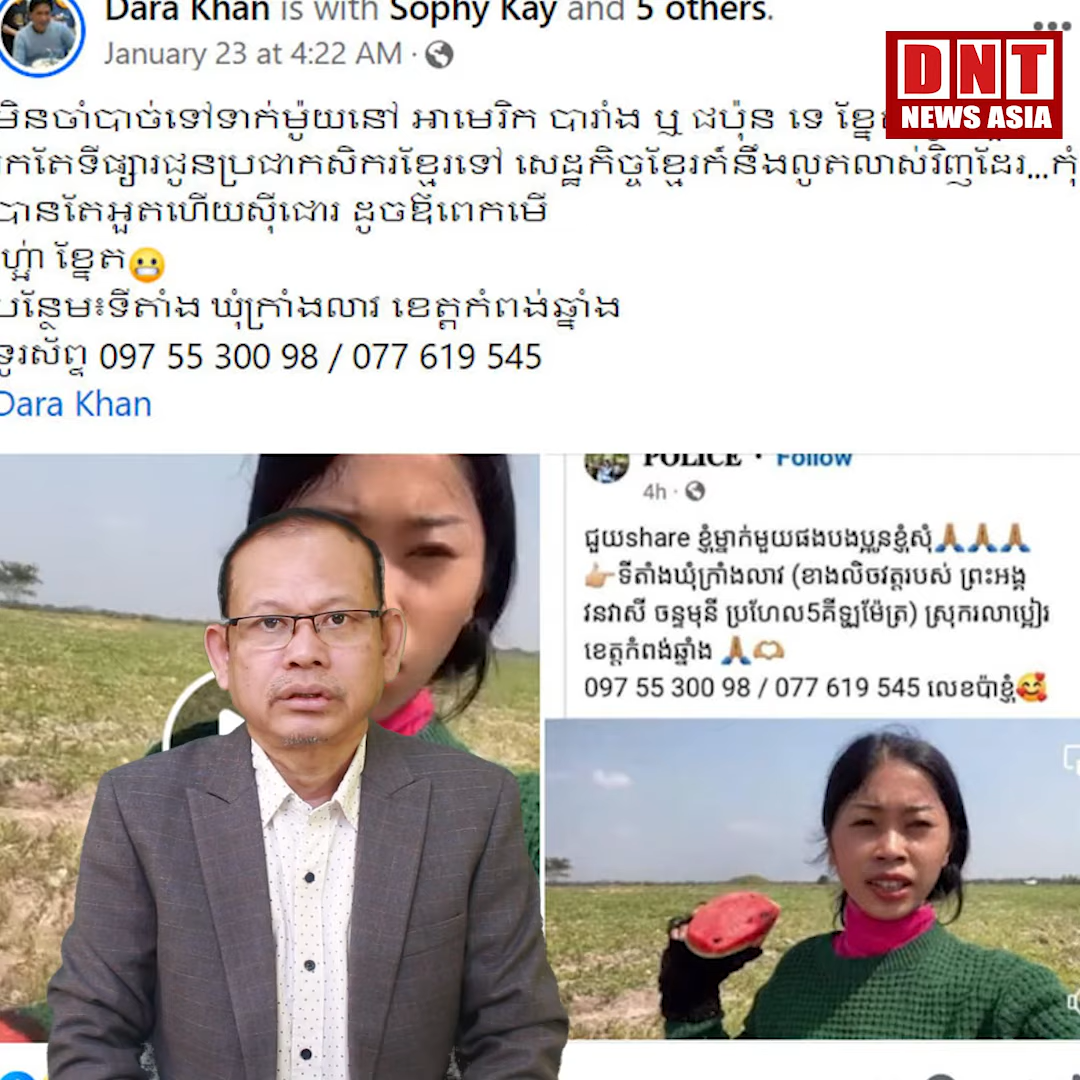 Dara Khan is with Sophy Kay and 5 others.
January 23 at 4:22 AM ·
DNT
NEWS ASIA
មិនចាំបាច់ទៅទាក់ម៉ូយនៅ អាមេរិក បារាំង ឬ ជប៉ុន ទេ
រកតែទីផ្សារជូនប្រជាកសិករខ្មែរទៅ សេដ្ឋកិច្ចខ្មែរក៍នឹងលូតលាស់វិញដែរ...កុំ
បានតែអួតហើយស៊ីជោរ ដូចឪពេកមើ
ហ្អា៎ ខ្នែត😬
បន្ថែម៖ទីតាំង ឃុំក្រាំងលាវ ខេត្តកំពង់ឆ្នាំង
ទូរស័ព្ទ 097 55 300 98 / 077 619 545
Dara Khan
POLICE · Follow
4h ·
ជួយshare ខ្ញុំម្នាក់មួយផងបងប្អូនខ្ញុំសុំ🙏🙏🙏
👉ទីតាំងឃុំក្រាំងលាវ (ខាងលិចវត្តរបស់ ព្រះអង្គ
វនវាសី ចន្ទមុនី ប្រហែល5គីឡូម៉ែត្រ) ស្រុករលាប្អៀរ
ខេត្តកំពង់ឆ្នាំង 🙏🫶
097 55 300 98 / 077 619 545 លេខប៉ាខ្ញុំ🥰